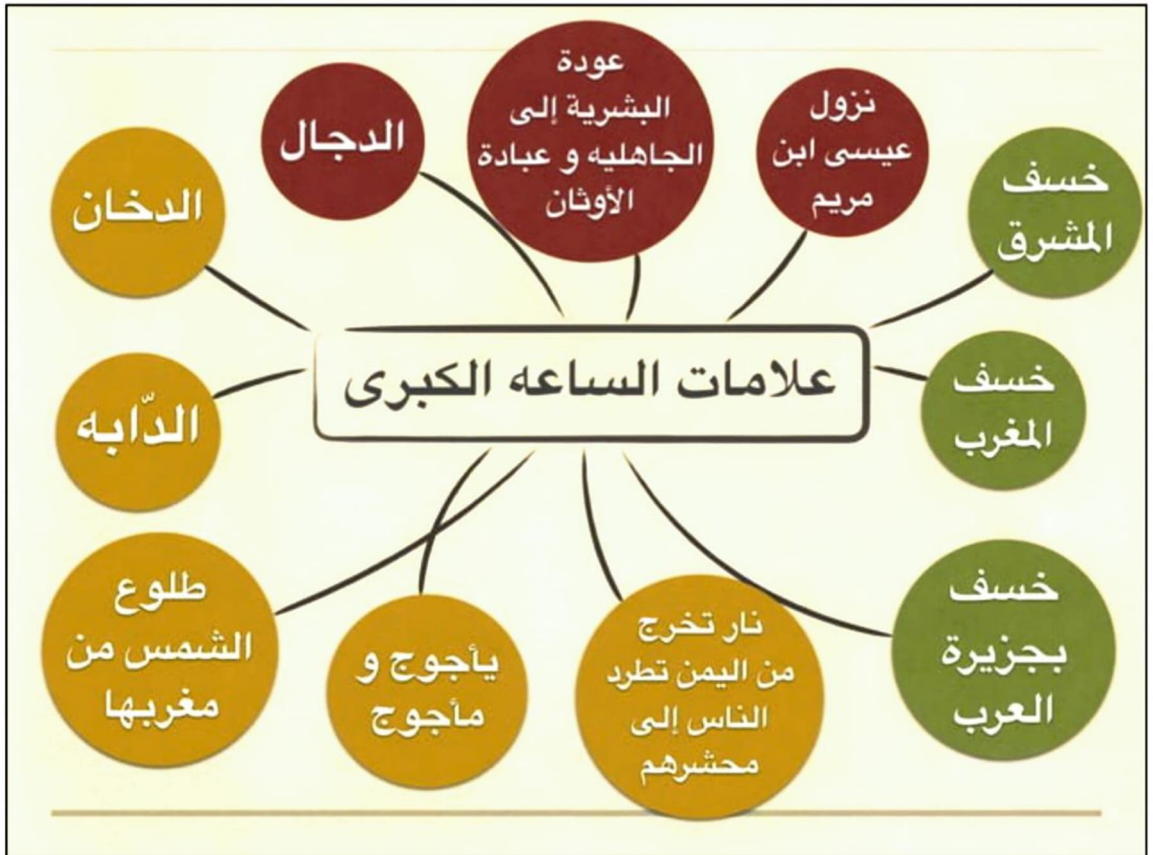 علامات الساعه الكبرى
خسف
المشرق
خسف
المغرب
خسف
بجزيرة
العرب
نزول
عيسى ابن
مريم
عودة
البشرية إلى
الجاهليه و عبادة
الأوثان
الدجال
الدخان
الدّابه
طلوع
الشمس من
مغربها
يأجوج و
مأجوج
نار تخرج
من اليمن تطرد
الناس إلى
محشرهم